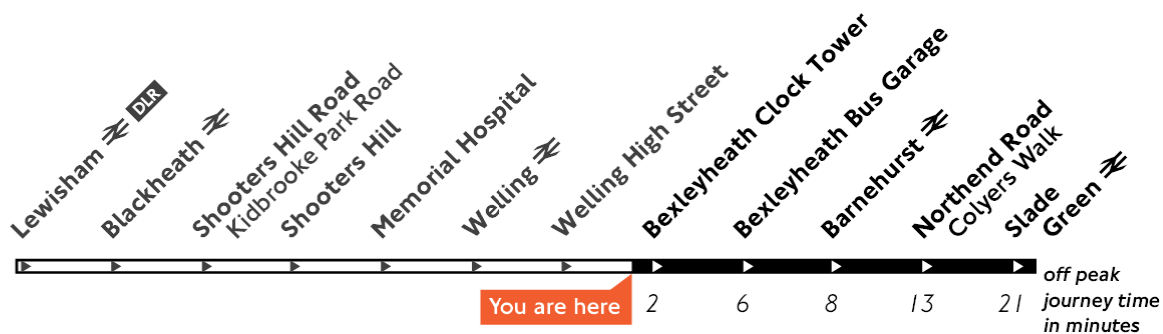 Lewisham
DLR
Blackheath
Shooters Hill Road
Kidbrooke Park Road
Shooters Hill
Memorial Hospital
Welling
Welling High Street
Bexleyheath Clock Tower
Bexleyheath Bus Garage
Barnehurst
Northend Road
Colyers Walk
Slade
Green
You are here
2
6
8
13
21
off peak
journey time
in minutes